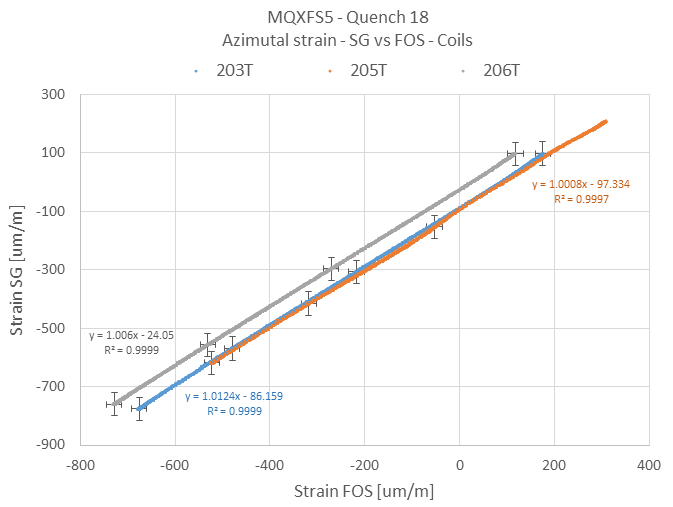 MQXFS5 - Quench 18
Azimutal strain - SG vs FOS - Coils
203T 205T 206T
300
100
-100
-300
-500
-700
-900
Strain SG [um/m]
y = 1.0008x - 97.334
R² = 0.9997
y = 1.006x - 24.05
R² = 0.9999
y = 1.0124x - 86.159
R² = 0.9999
-800 -600 -400 -200 0 200 400
Strain FOS [um/m]